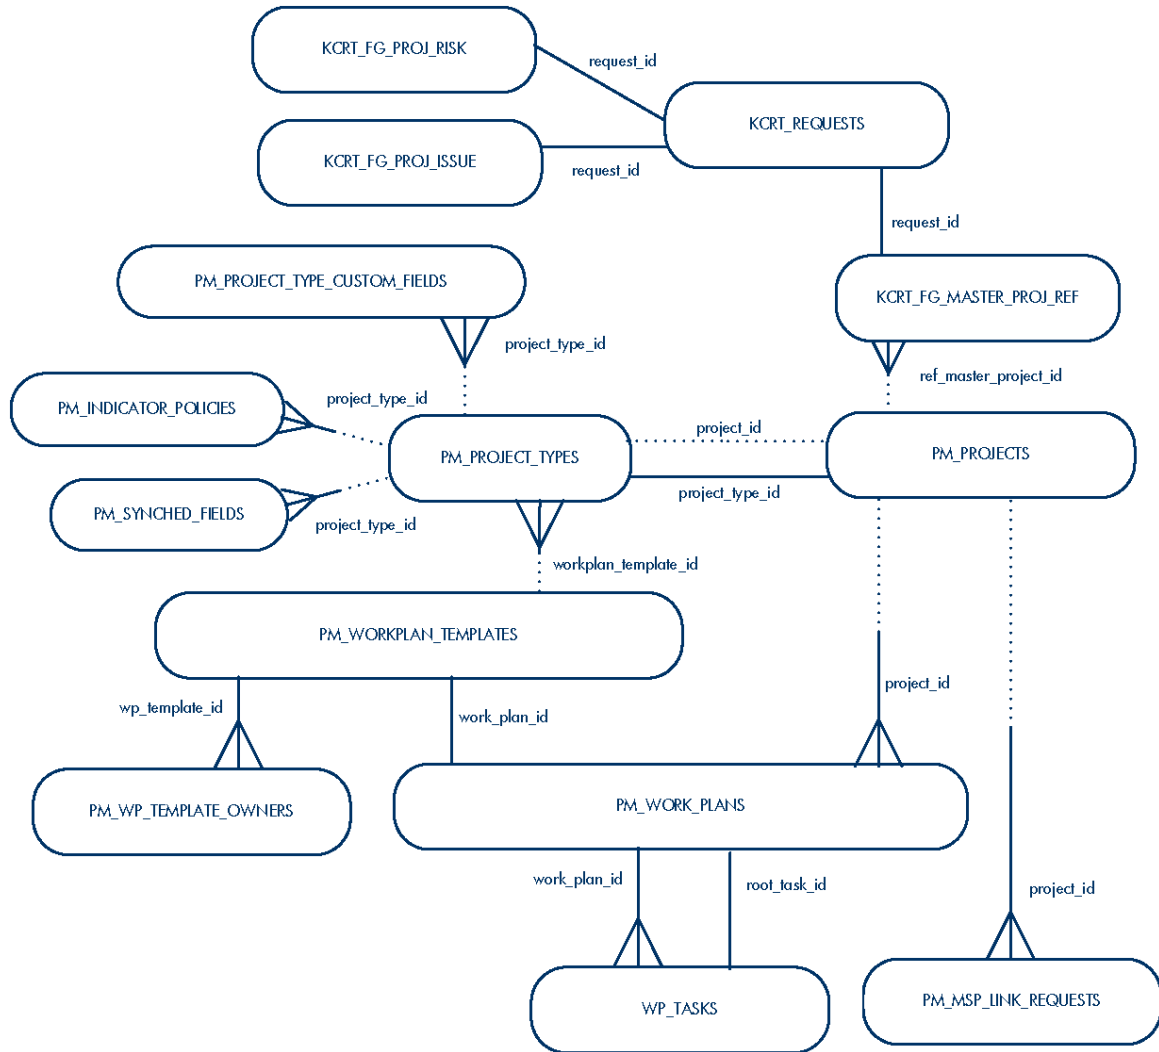 KCRT_FG_PROJ_RISK
request_id
KCRT_REQUESTS
KCRT_FG_PROJ_ISSUE
request_id
request_id
PM_PROJECT_TYPE_CUSTOM_FIELDS
KCRT_FG_MASTER_PROJ_REF
project_type_id
ref_master_project_id
project_type_id
PM_INDICATOR_POLICIES
project_id
PM_PROJECT_TYPES
PM_PROJECTS
project_type_id
PM_SYNCHED_FIELDS
project_type_id
workplan_template_id
PM_WORKPLAN_TEMPLATES
project_id
wp_template_id
work_plan_id
PM_WP_TEMPLATE_OWNERS
PM_WORK_PLANS
work_plan_id
root_task_id
project_id
WP_TASKS
PM_MSP_LINK_REQUESTS